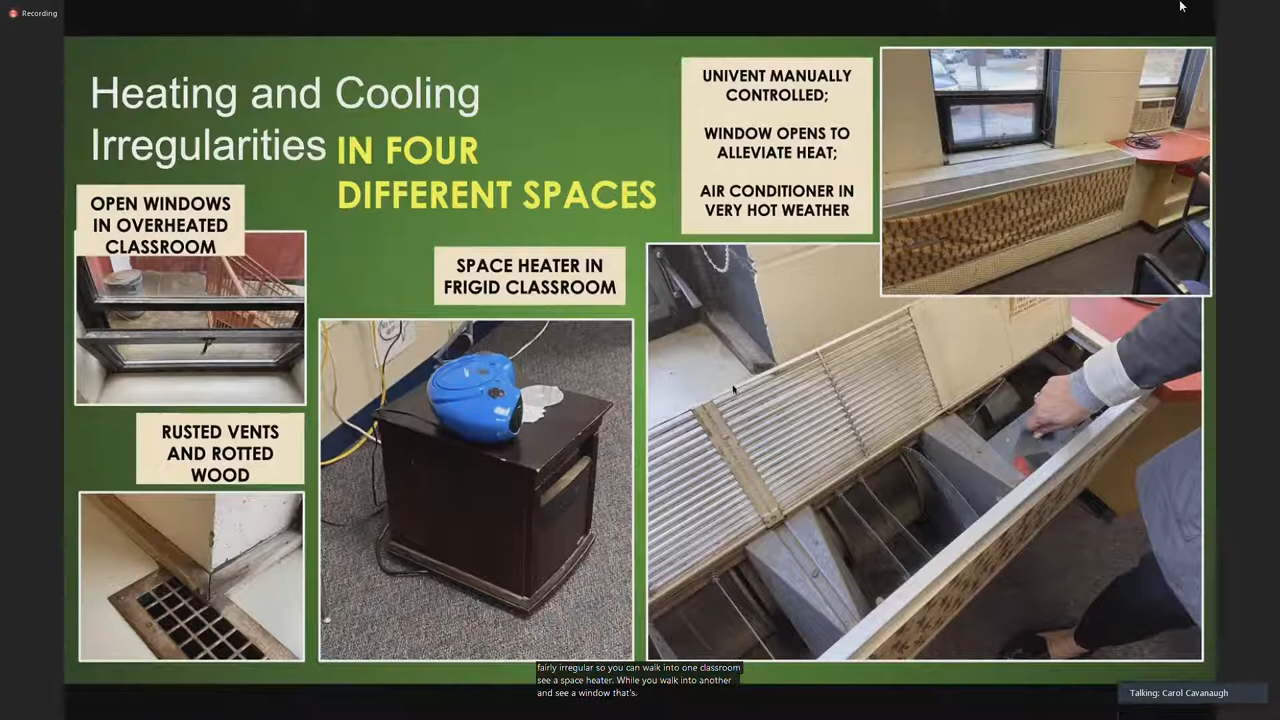 Recording
Heating and Cooling
Irregularities IN FOUR
DIFFERENT SPACES
OPEN WINDOWS
IN OVERHEATED
CLASSROOM
SPACE HEATER IN
FRIGID CLASSROOM
UNIVENT MANUALLY
CONTROLLED;
WINDOW OPENS TO
ALLEVIATE HEAT;
AIR CONDITIONER IN
VERY HOT WEATHER
RUSTED VENTS
AND ROTTED
WOOD
fairly irregular so you can walk into one classroom
see a space heater. While you walk into another
and see a window that's.
Talking: Carol Cavanaugh